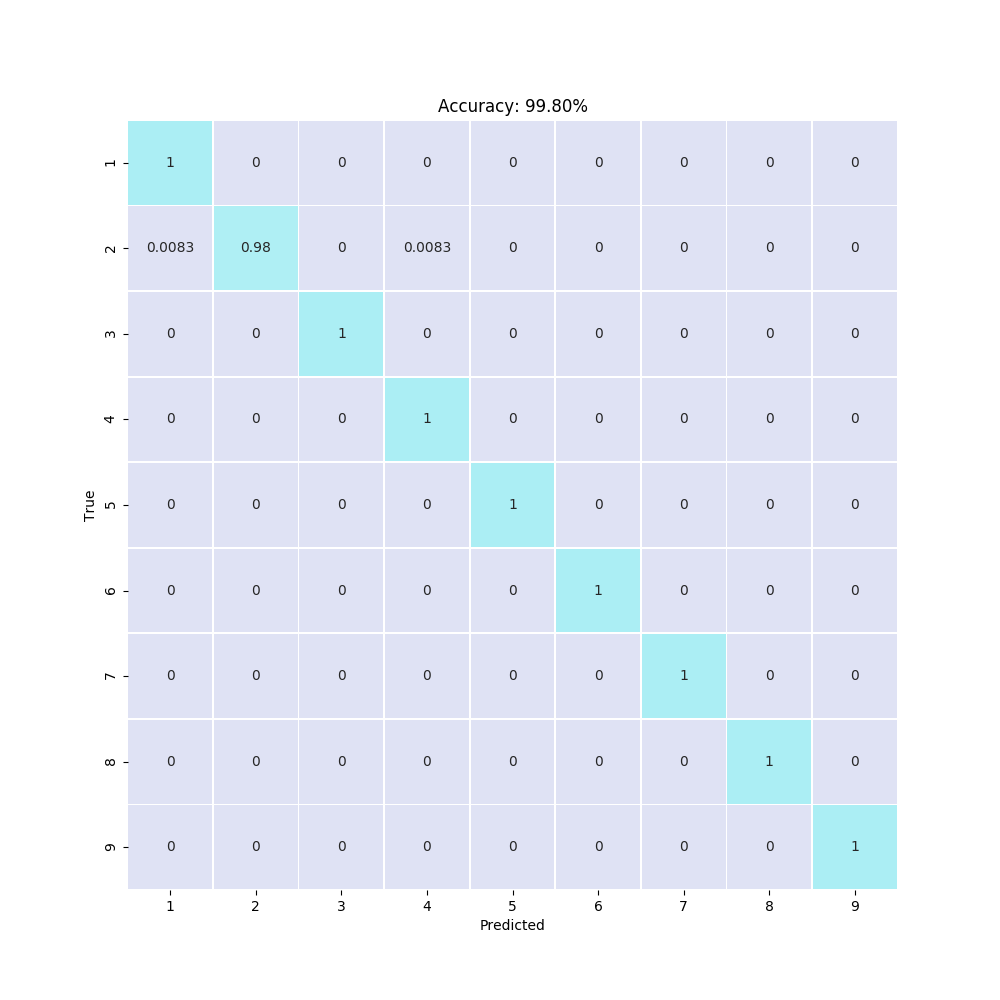 Accuracy: 99.80%
1 1 0 0 0 0 0 0 0 0
2 0.0083 0.98 0 0.0083 0 0 0 0 0
3 0 0 1 0 0 0 0 0 0
4 0 0 0 1 0 0 0 0 0
True
5 0 0 0 0 1 0 0 0 0
6 0 0 0 0 0 1 0 0 0
7 0 0 0 0 0 0 1 0 0
8 0 0 0 0 0 0 0 1 0
9 0 0 0 0 0 0 0 0 1
1 2 3 4 5 6 7 8 9
Predicted